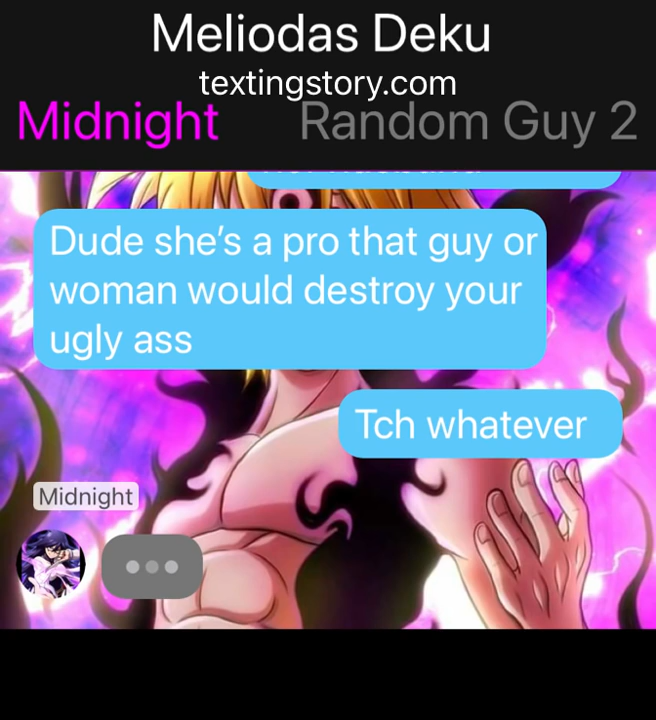 Meliodas Deku
textingstory.com
Midnight Random Guy 2
Dude she's a pro that guy or
woman would destroy your
ugly ass
Tch whatever
Midnight